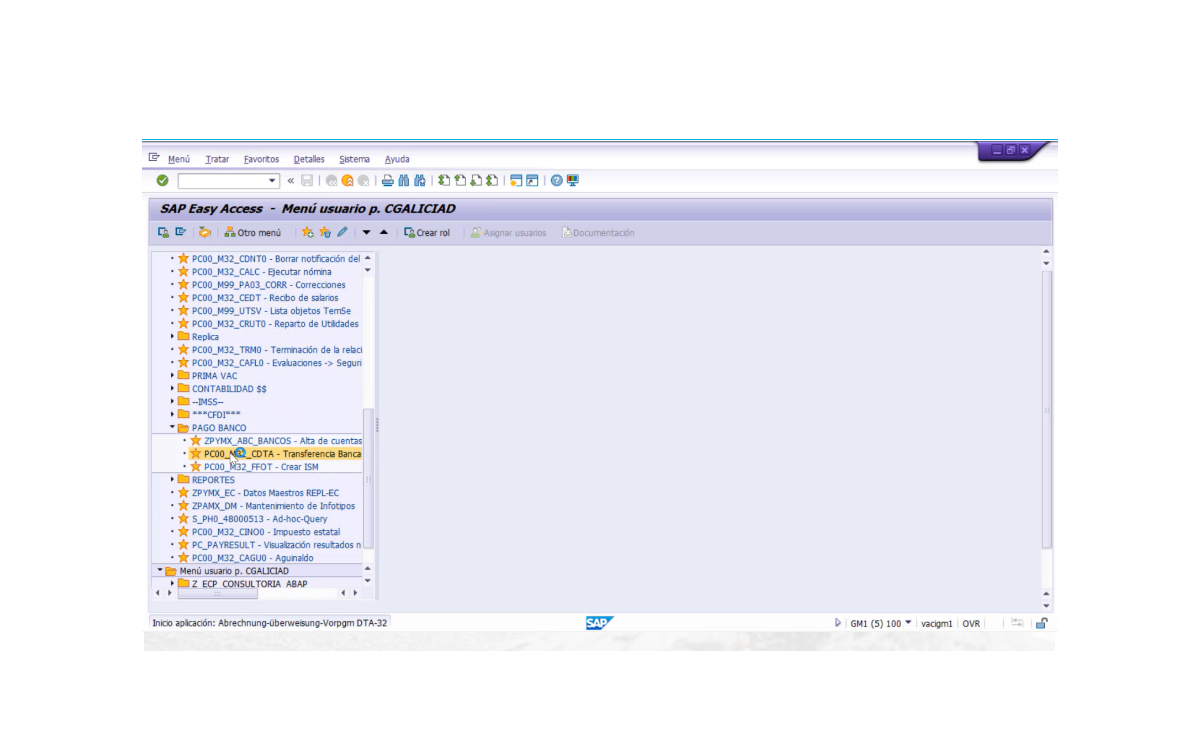 Menú Tratar Favoritos Detalles Sistema Ayuda
SAP Easy Access - Menú usuario p. CGALICIAD
Otro menú Crear rol Asignar usuarios Documentación
PC00_M32_CDNT0 - Borrar notificación del
PC00_M32_CALC - Ejecutar nómina
PC00_M99_PA03_CORR - Correcciones
PC00_M32_CEDT - Recibo de salarios
PC00_M99_UTSV - Lista objetos TemSe
PC00_M32_CRUT0 - Reparto de Utilidades
Replica
PC00_M32_TRM0 - Terminación de la relaci
PC00_M32_CAFL0 - Evaluaciones -> Seguri
PRIMA VAC
CONTABILIDAD $$
--IMSS--
***CFDI***
PAGO BANCO
ZPYMX_ABC_BANCOS - Alta de cuentas
PC00_M32_CDTA - Transferencia Banca
PC00_M32_FFOT - Crear ISM
REPORTES
ZPYMX_EC - Datos Maestros REPL-EC
ZPAMX_DM - Mantenimiento de Infotipos
S_PH0_48000513 - Ad-hoc-Query
PC00_M32_CINO0 - Impuesto estatal
PC_PAYRESULT - Visualización resultados n
PC00_M32_CAGU0 - Aguinaldo
Menú usuario p. CGALICIAD
Z_ECP_CONSULTORIA_ABAP
Inicio aplicación: Abrechnung-überweisung-Vorpgm DTA-32 SAP GM1 (5) 100 vacigm1 OVR